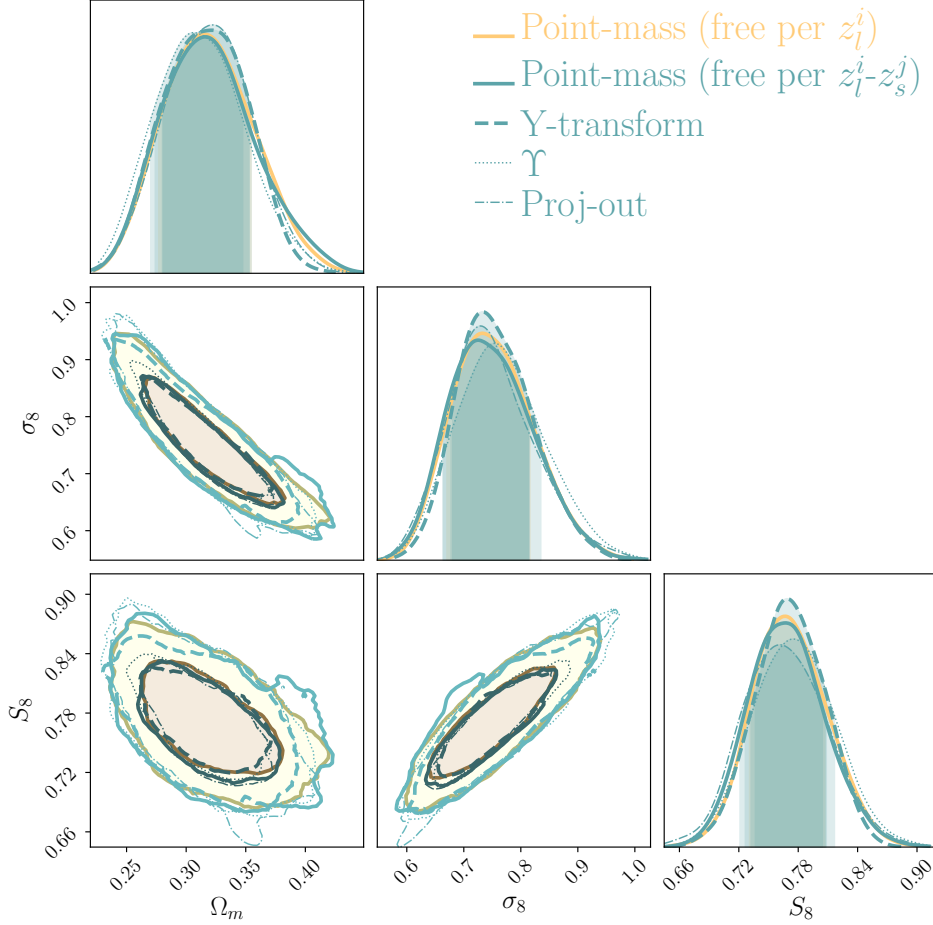 Point-mass (free per $z_l^i$)
Point-mass (free per $z_l^i$-$z_s^j$)
Y-transform
ϒ
Proj-out
σ₈
1.0
0.9
0.8
0.7
0.6
S₈
0.90
0.84
0.78
0.72
0.66
0.25 0.30 0.35 0.40
Ωₘ
0.6 0.7 0.8 0.9 1.0
σ₈
0.66 0.72 0.78 0.84 0.90
S₈